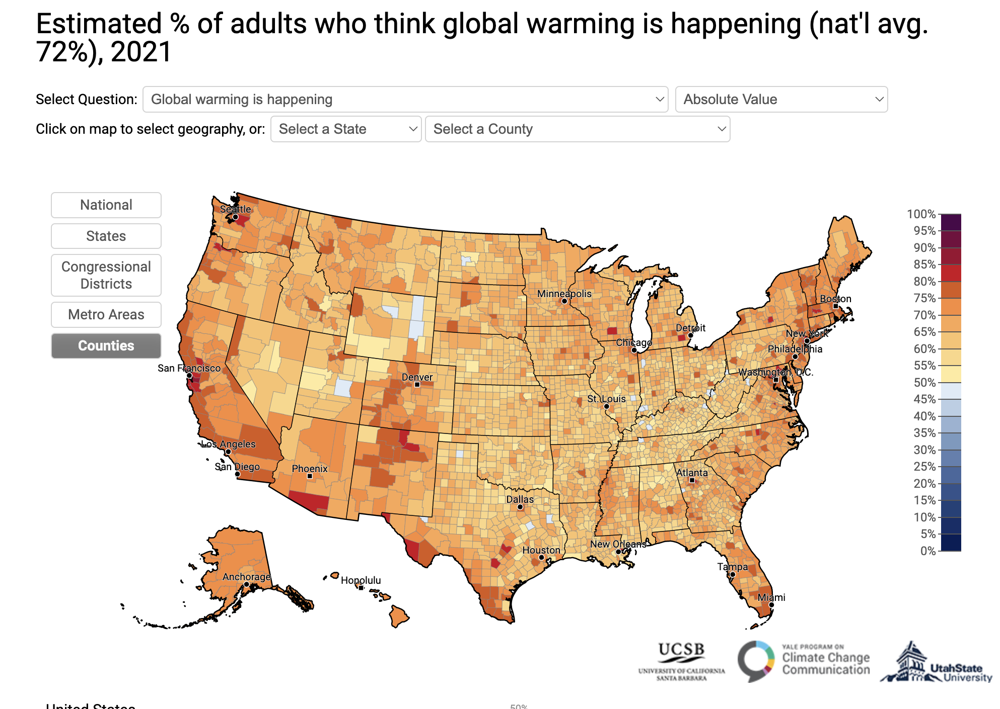 Estimated % of adults who think global warming is happening (nat'l avg.
72%), 2021
Select Question:
Global warming is happening
Absolute Value
Click on map to select geography, or:
Select a State
Select a County
National
States
Congressional
Districts
Metro Areas
Counties
Seattle
San Francisco
Los Angeles
San Diego
Phoenix
Denver
Minneapolis
Chicago
Detroit
St. Louis
Dallas
Houston
New Orleans
Atlanta
Tampa
Miami
Boston
New York
Philadelphia
Washington, D.C.
Anchorage
Honolulu
100%
95%
90%
85%
80%
75%
70%
65%
60%
55%
50%
45%
40%
35%
30%
25%
20%
15%
10%
5%
0%
UCSB
UNIVERSITY OF CALIFORNIA
SANTA BARBARA
YALE PROGRAM ON
Climate Change
Communication
UtahState
University
United States
50%